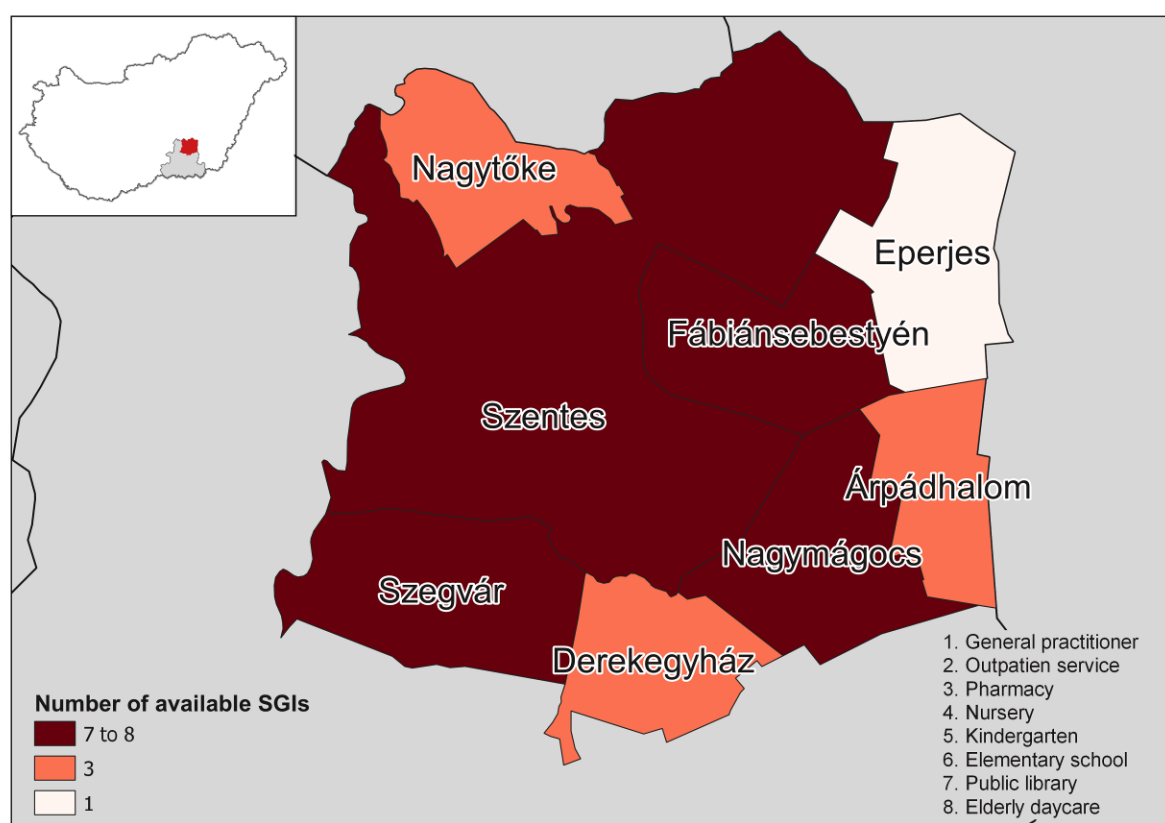 Nagytőke
Eperjes
Fábiánsebestyén
Szentes
Árpádhalom
Nagymágocs
Szegvár
Derekegyház
Number of available SGIs
7 to 8
3
1
1. General practitioner
2. Outpatien service
3. Pharmacy
4. Nursery
5. Kindergarten
6. Elementary school
7. Public library
8. Elderly daycare